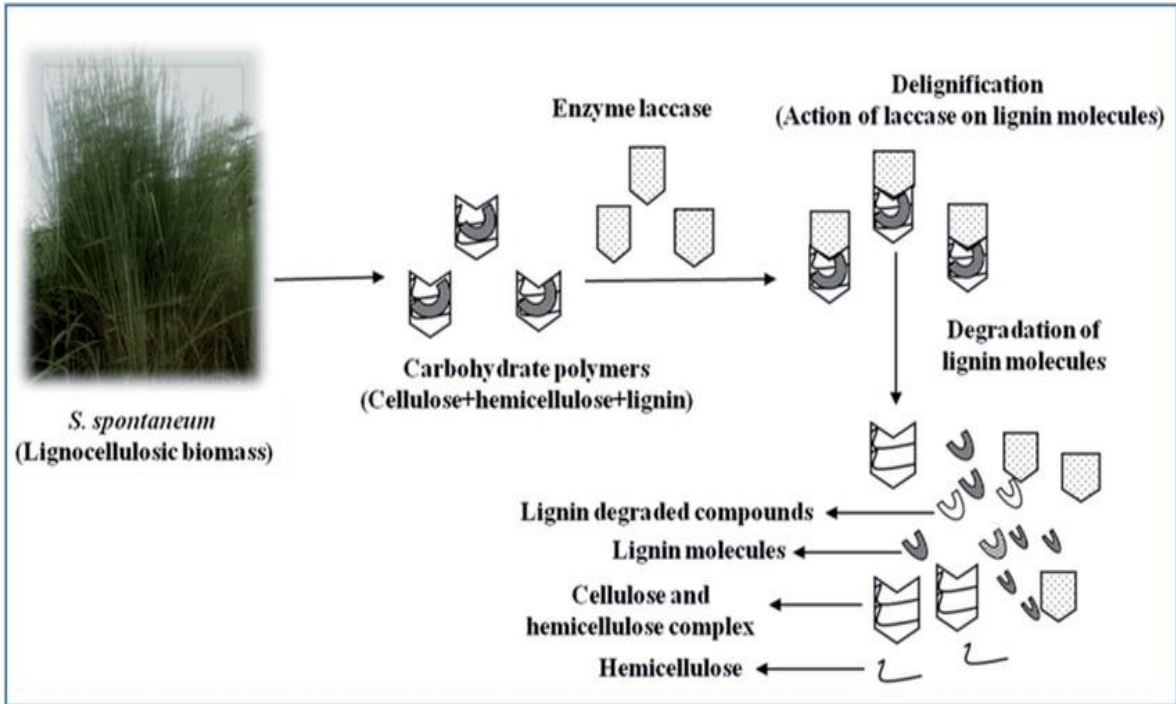 S. spontaneum
(Lignocellulosic biomass)
Carbohydrate polymers
(Cellulose+hemicellulose+lignin)
Enzyme laccase
Delignification
(Action of laccase on lignin molecules)
Degradation of
lignin molecules
Lignin degraded compounds
Lignin molecules
Cellulose and
hemicellulose complex
Hemicellulose